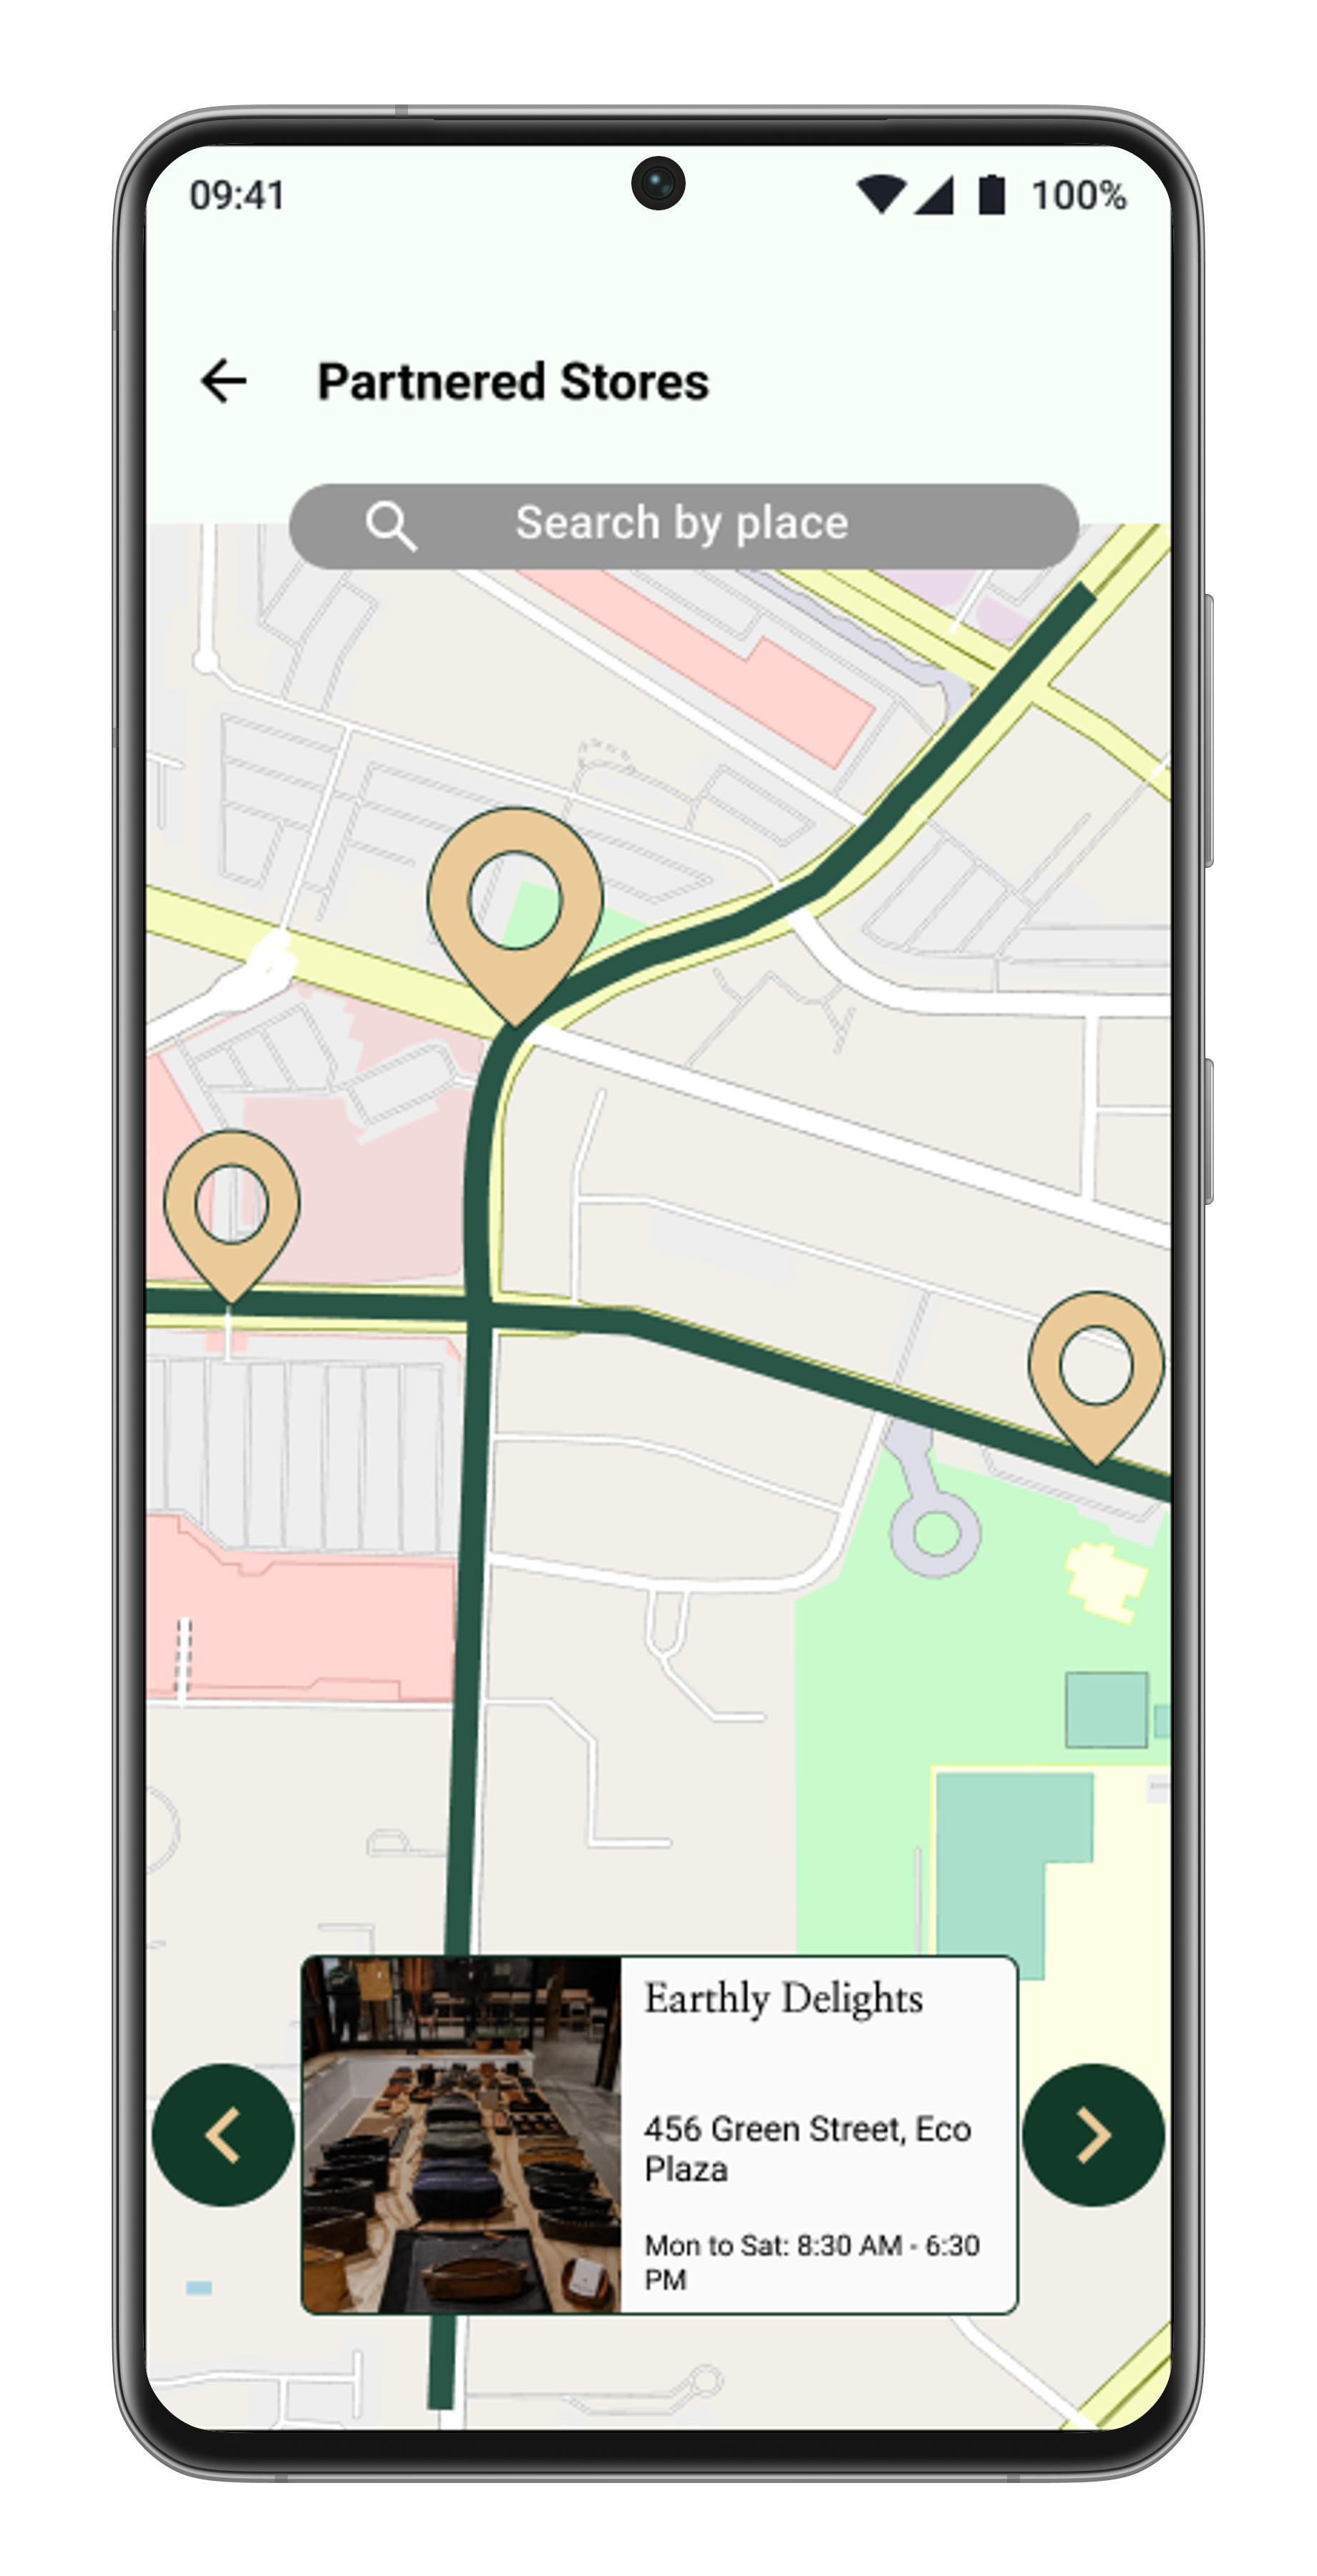 09:41
100%
Partnered Stores
Search by place
Earthly Delights
456 Green Street, Eco
Plaza
Mon to Sat: 8:30 AM - 6:30
PM